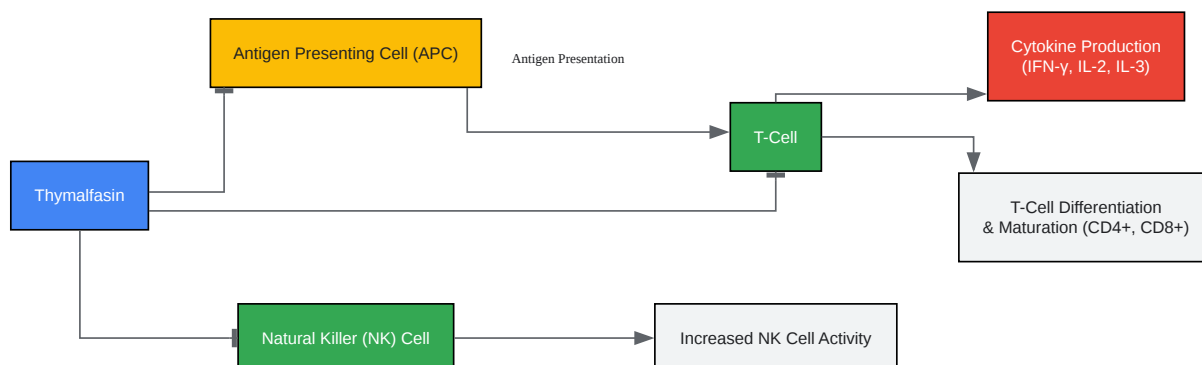 Antigen Presenting Cell (APC)
Antigen Presentation
Cytokine Production
(IFN-γ, IL-2, IL-3)
T-Cell
Thymalfasin
T-Cell Differentiation
& Maturation (CD4+, CD8+)
Natural Killer (NK) Cell
Increased NK Cell Activity